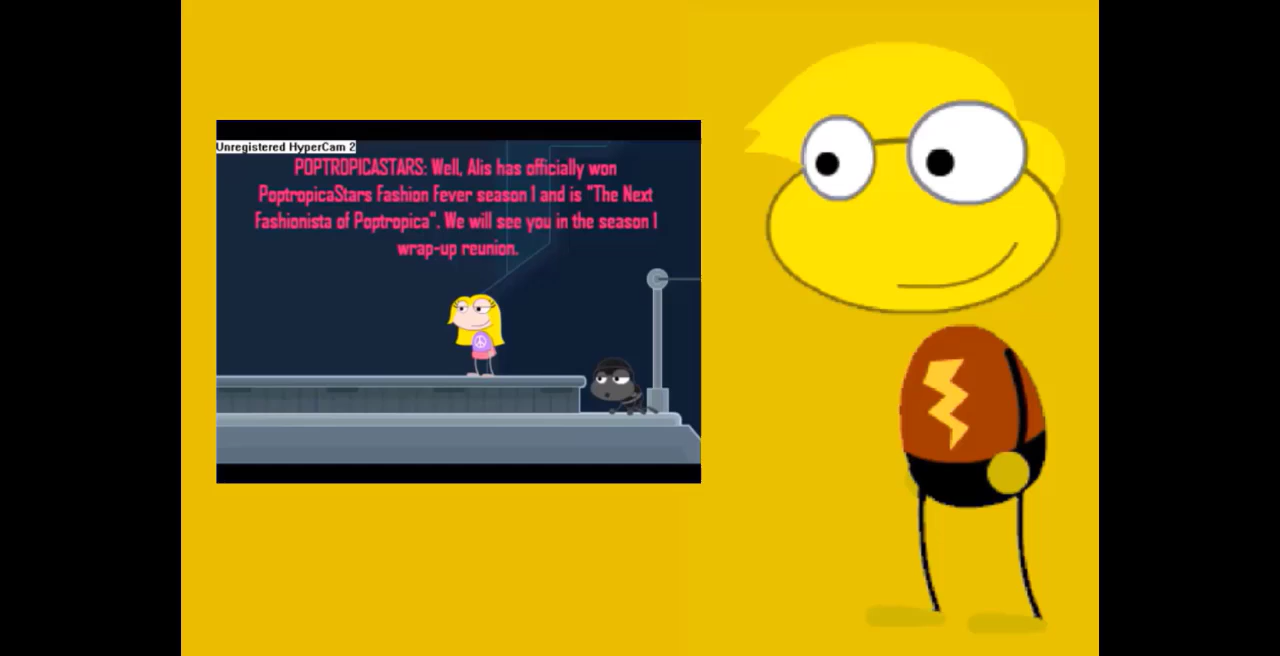 Unregistered HyperCam 2
POPTROPICASTARS: Well, Alis has officially won
PoptropicaStars Fashion Fever season 1 and is "The Next
Fashionista of Poptropica". We will see you in the season 1
wrap-up reunion.